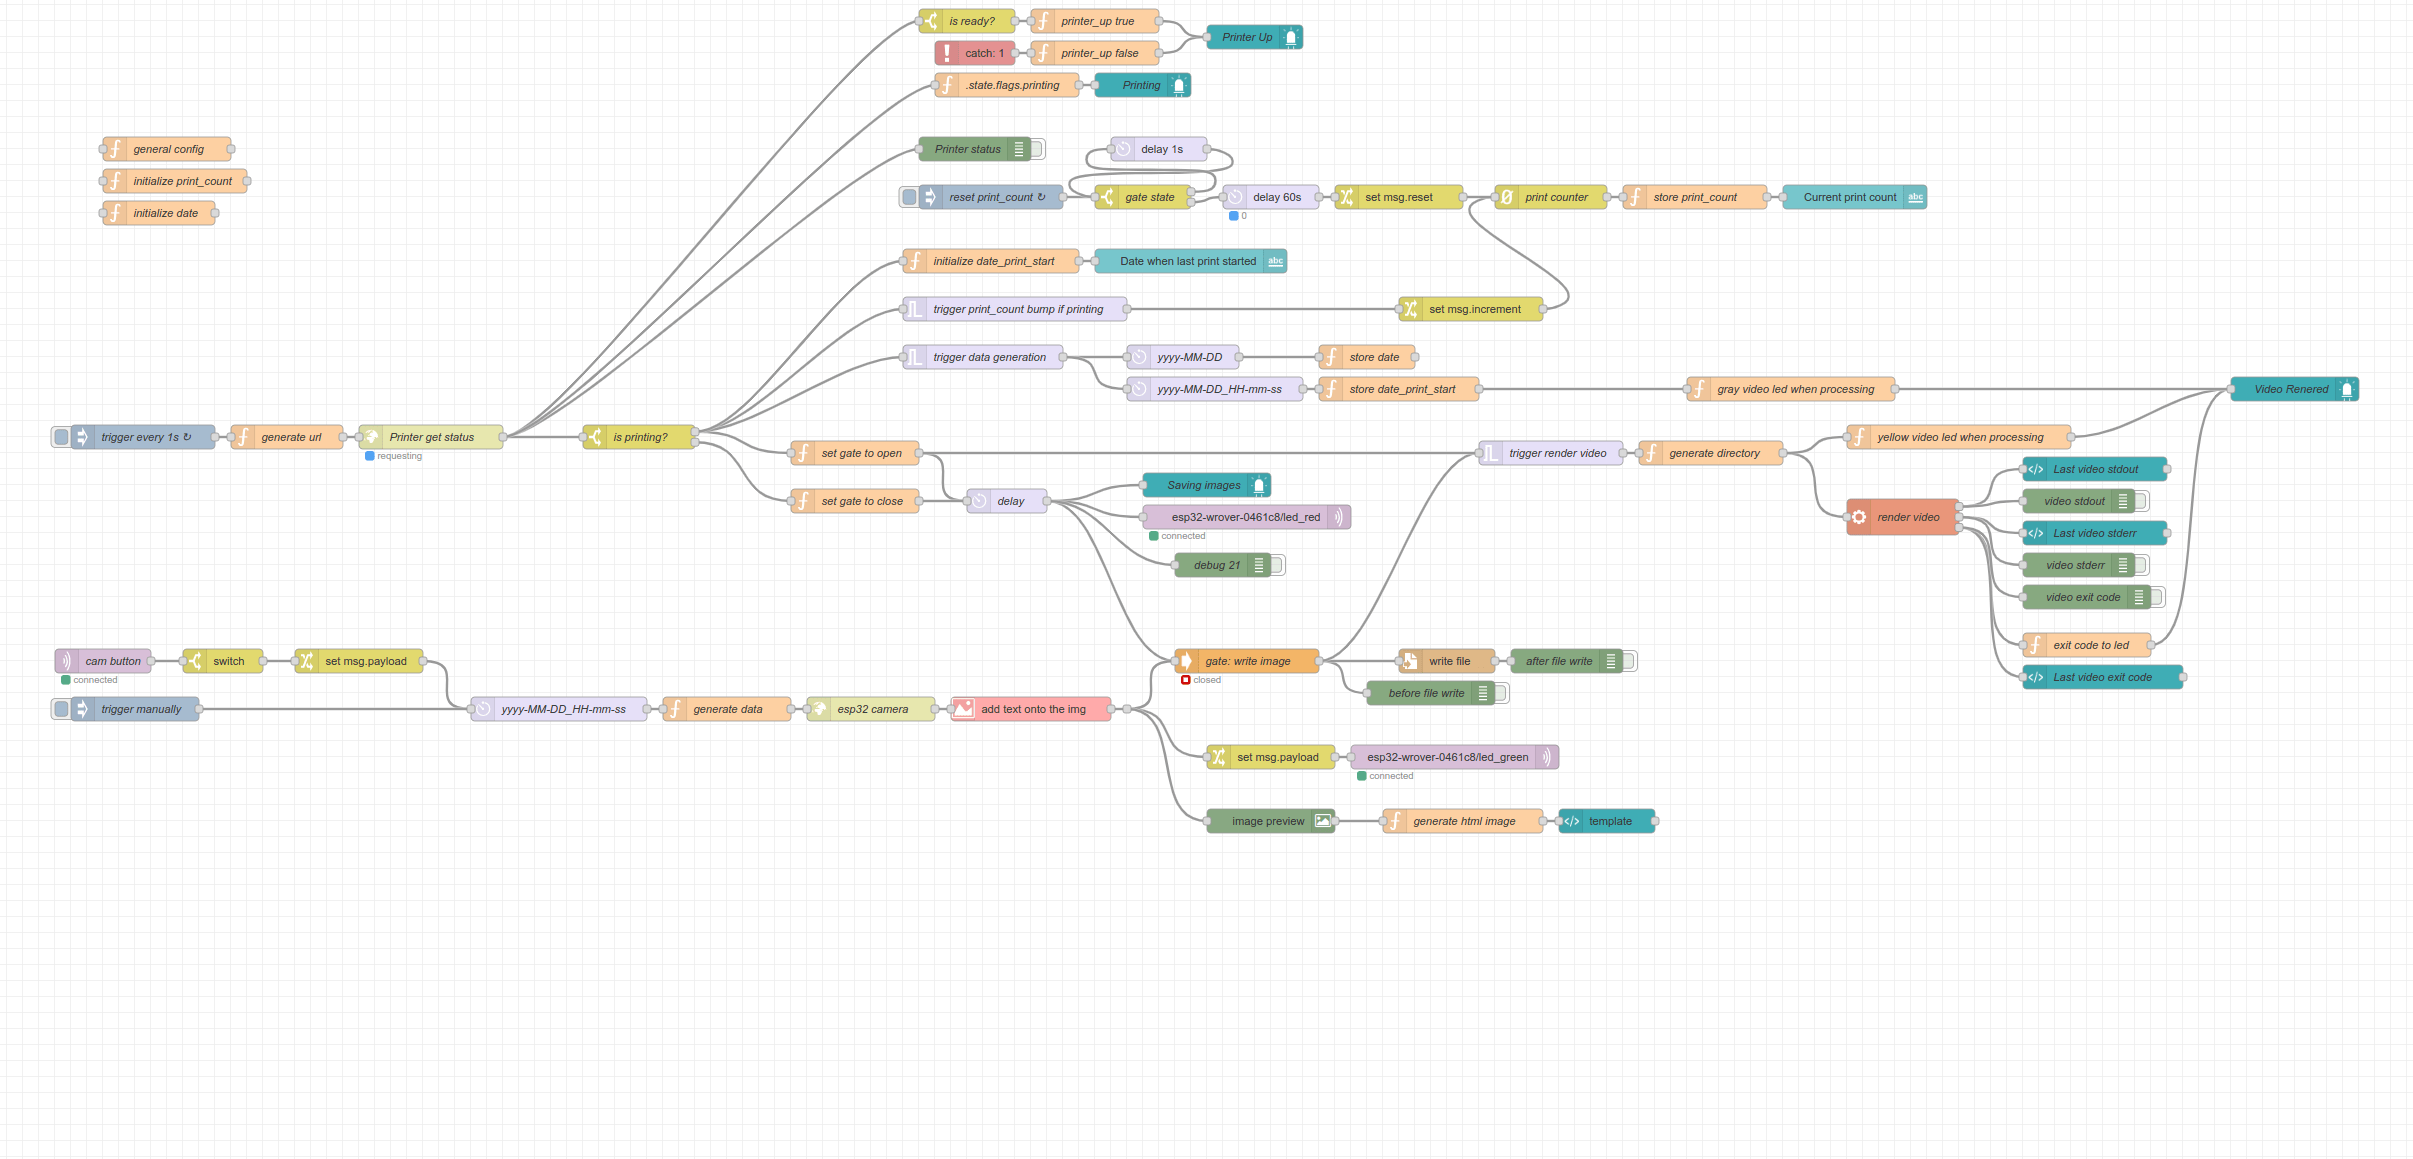 is ready?
printer_up true
Printer Up
catch: 1
printer_up false
.state.flags.printing
Printing
general config
Printer status
delay 1s
initialize print_count
reset print_count ↻
gate state
delay 60s
set msg.reset
print counter
store print_count
Current print count
abc
initialize date
0
initialize date_print_start
Date when last print started
abc
trigger print_count bump if printing
set msg.increment
trigger data generation
yyyy-MM-DD
store date
yyyy-MM-DD_HH-mm-ss
store date_print_start
gray video led when processing
Video Renered
trigger every 1s ↻
generate url
Printer get status
is printing?
yellow video led when processing
requesting
set gate to open
trigger render video
generate directory
Last video stdout
Saving images
set gate to close
delay
video stdout
esp32-wrover-0461c8/led_red
render video
connected
Last video stderr
debug 21
video stderr
video exit code
exit code to led
cam button
switch
set msg.payload
gate: write image
write file
after file write
Last video exit code
connected
closed
before file write
trigger manually
yyyy-MM-DD_HH-mm-ss
generate data
esp32 camera
add text onto the img
set msg.payload
esp32-wrover-0461c8/led_green
connected
image preview
generate html image
template